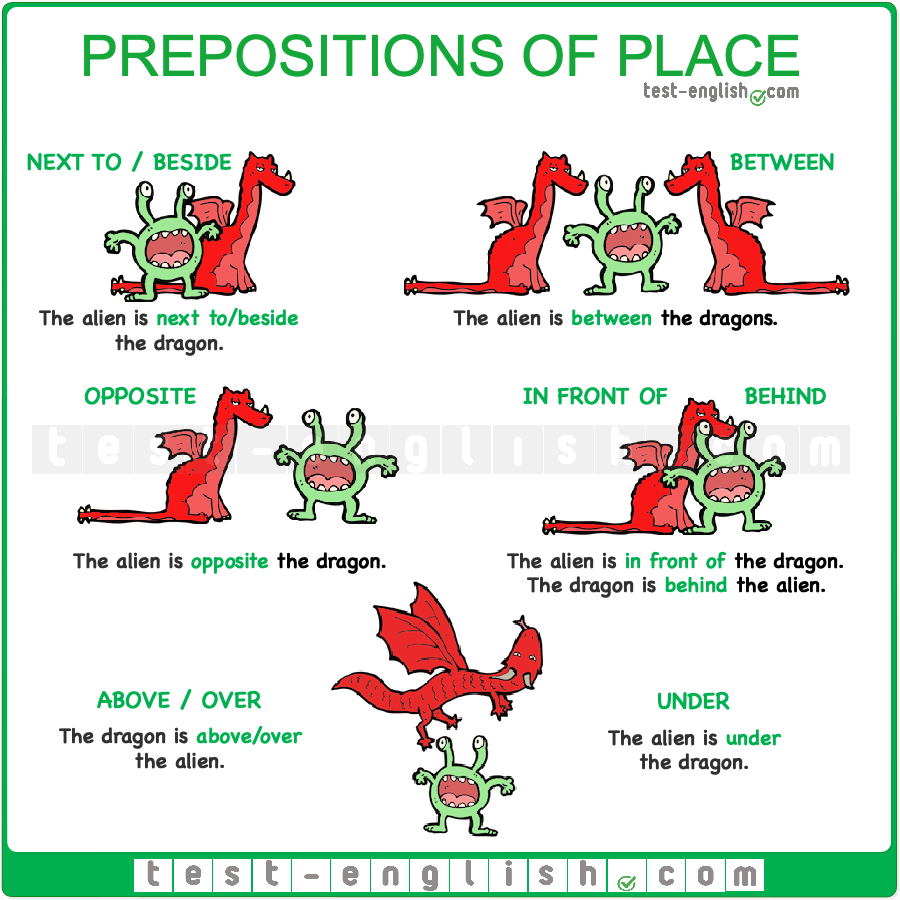 PREPOSITIONS OF PLACE
test-english.com
NEXT TO / BESIDE
The alien is next to/beside
the dragon.
BETWEEN
The alien is between the dragons.
OPPOSITE
The alien is opposite the dragon.
IN FRONT OF
BEHIND
test-english.com
The alien is in front of the dragon.
The dragon is behind the alien.
ABOVE / OVER
The dragon is above/over
the alien.
UNDER
The alien is under
the dragon.
test-english.com